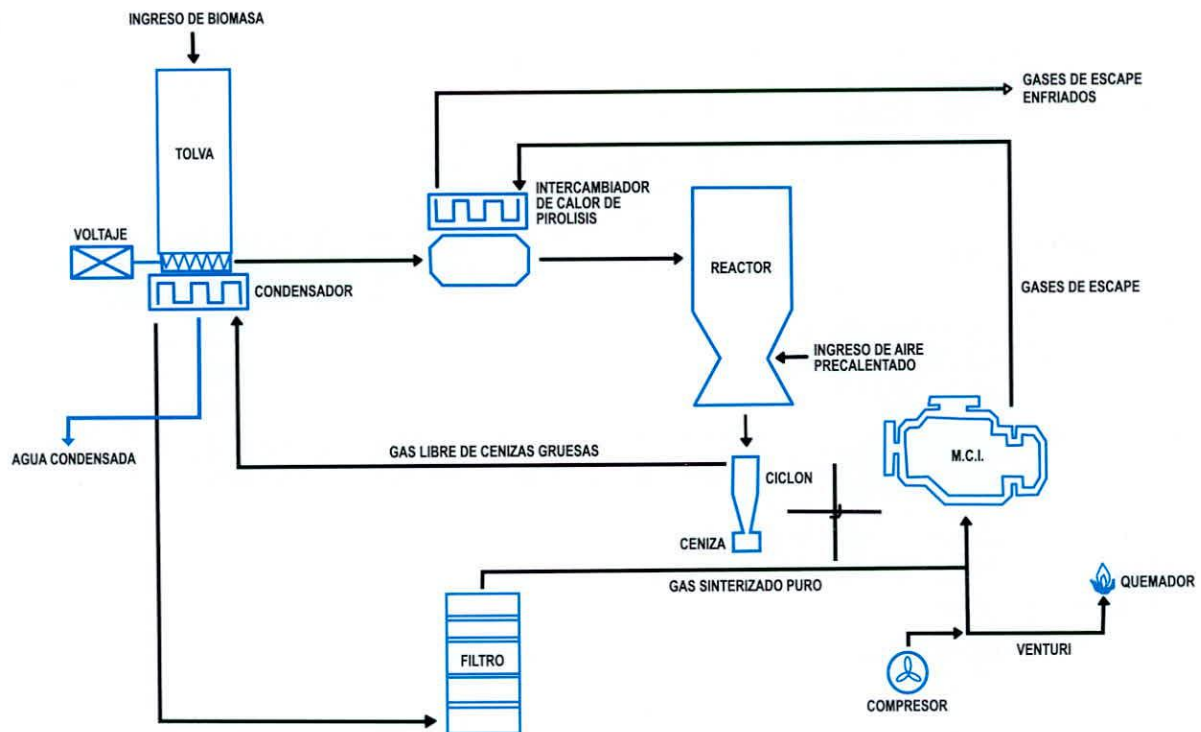 INGRESO DE BIOMASA
GASES DE ESCAPE
ENFRIADOS
TOLVA
INTERCAMBIADOR
DE CALOR DE
PIROLISIS
VOLTAJE
REACTOR
CONDENSADOR
GASES DE ESCAPE
INGRESO DE AIRE
PRECALENTADO
AGUA CONDENSADA
GAS LIBRE DE CENIZAS GRUESAS
M.C.I.
CICLON
CENIZA
GAS SINTERIZADO PURO
QUEMADOR
FILTRO
VENTURI
COMPRESOR